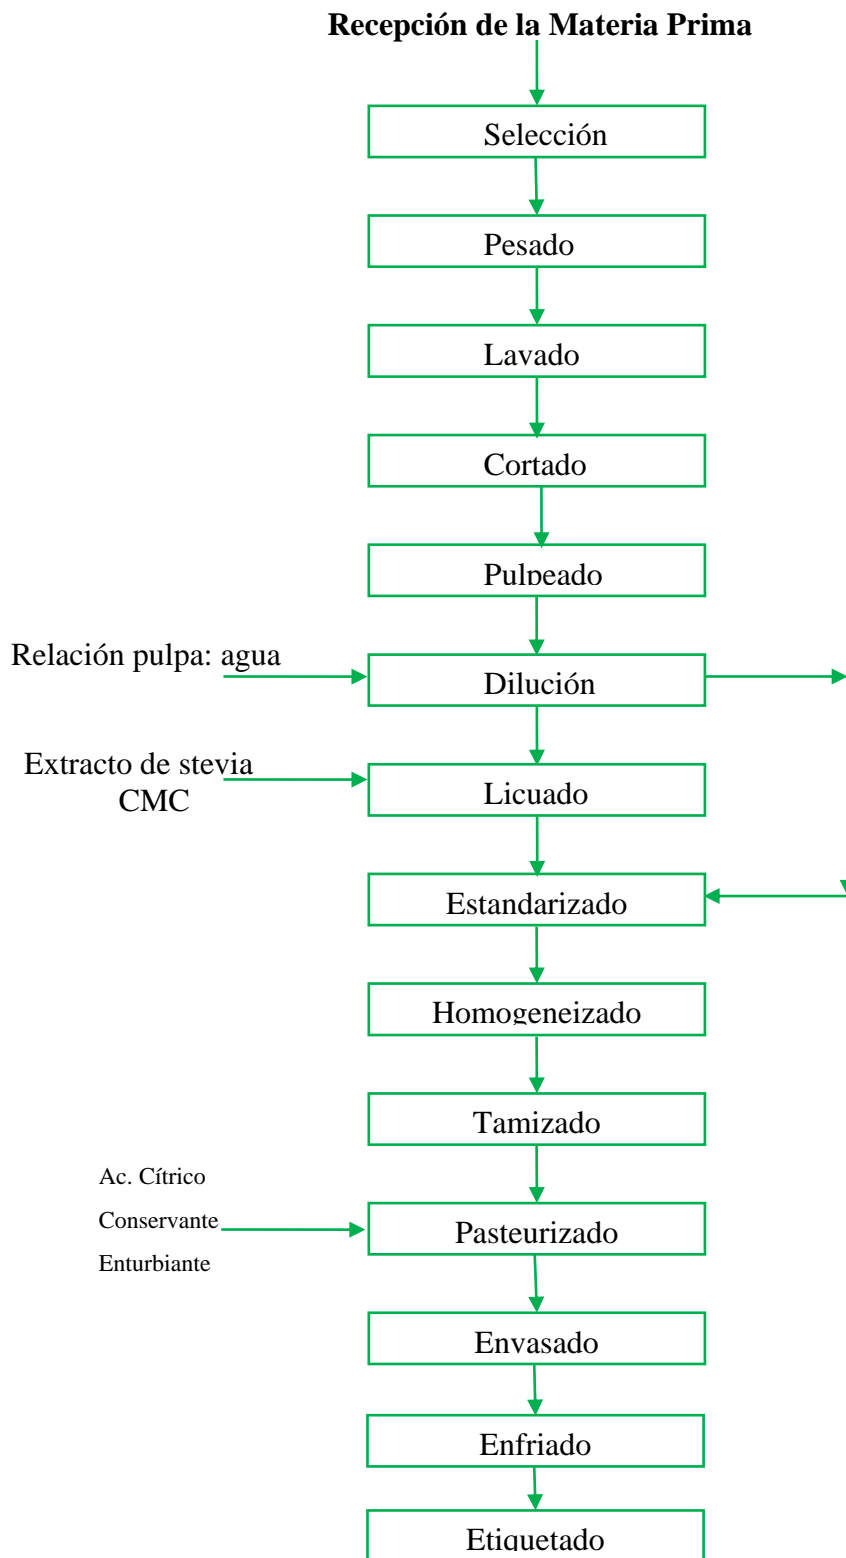 Recepción de la Materia Prima
Selección
Pesado
Lavado
Cortado
Pulpeado
Relación pulpa: agua
Dilución
Extracto de stevia
CMC
Licuado
Estandarizado
Homogeneizado
Tamizado
Ac. Cítrico
Conservante
Enturbiante
Pasteurizado
Envasado
Enfriado
Etiquetado